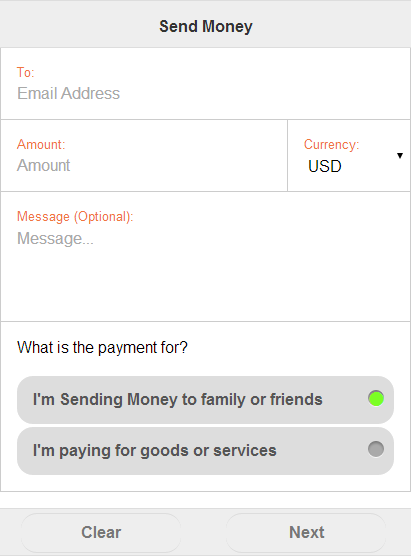 Send Money
To:
Email Address
Amount:
Amount
Currency:
USD
Message (Optional):
Message...
What is the payment for?
I'm Sending Money to family or friends
I'm paying for goods or services
Clear
Next